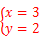 x = 3
y = 2